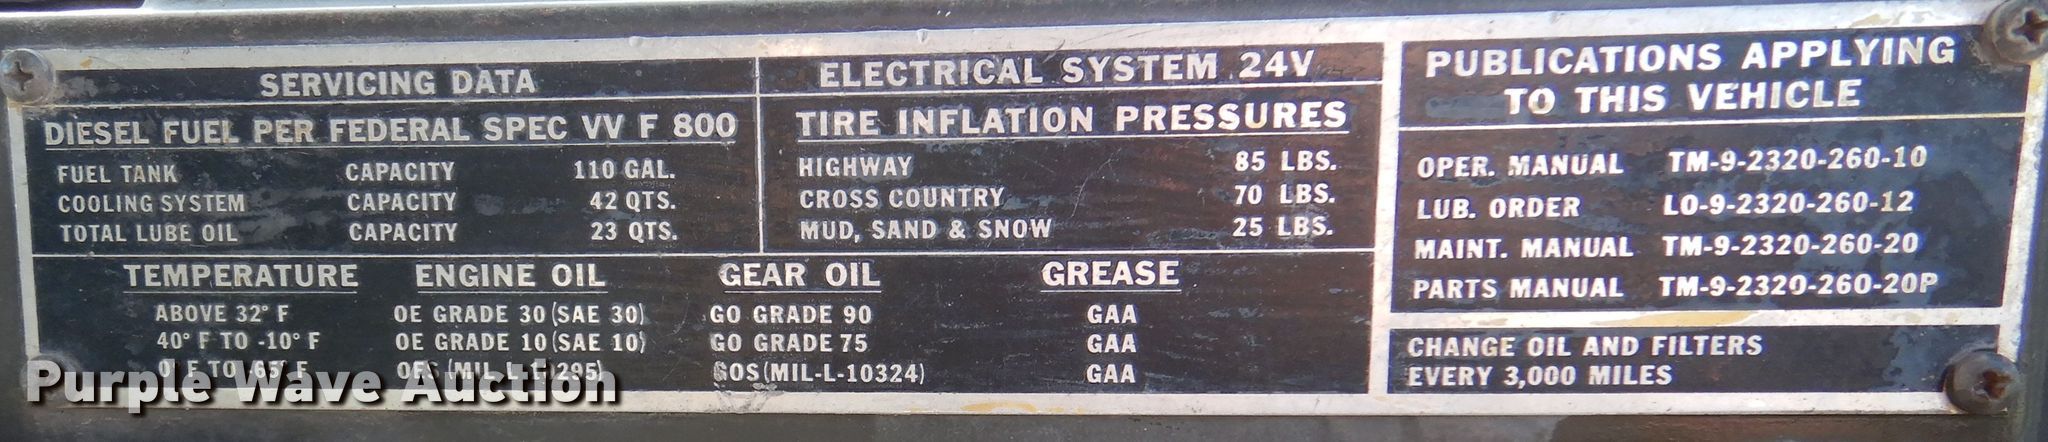 SERVICING DATA
DIESEL FUEL PER FEDERAL SPEC VV F 800
FUEL TANK CAPACITY 110 GAL.
COOLING SYSTEM CAPACITY 42 QTS.
TOTAL LUBE OIL CAPACITY 23 QTS.
ELECTRICAL SYSTEM 24V
TIRE INFLATION PRESSURES
HIGHWAY 85 LBS.
CROSS COUNTRY 70 LBS.
MUD, SAND & SNOW 25 LBS.
TEMPERATURE ENGINE OIL GEAR OIL GREASE
ABOVE 32° F OE GRADE 30 (SAE 30) GO GRADE 90 GAA
40° F TO -10° F OE GRADE 10 (SAE 10) GO GRADE 75 GAA
0° F TO -65° F OES (MIL-L-10295) GOS (MIL-L-10324) GAA
PUBLICATIONS APPLYING
TO THIS VEHICLE
OPER. MANUAL TM-9-2320-260-10
LUB. ORDER LO-9-2320-260-12
MAINT. MANUAL TM-9-2320-260-20
PARTS MANUAL TM-9-2320-260-20P
CHANGE OIL AND FILTERS
EVERY 3,000 MILES
Purple Wave Auction